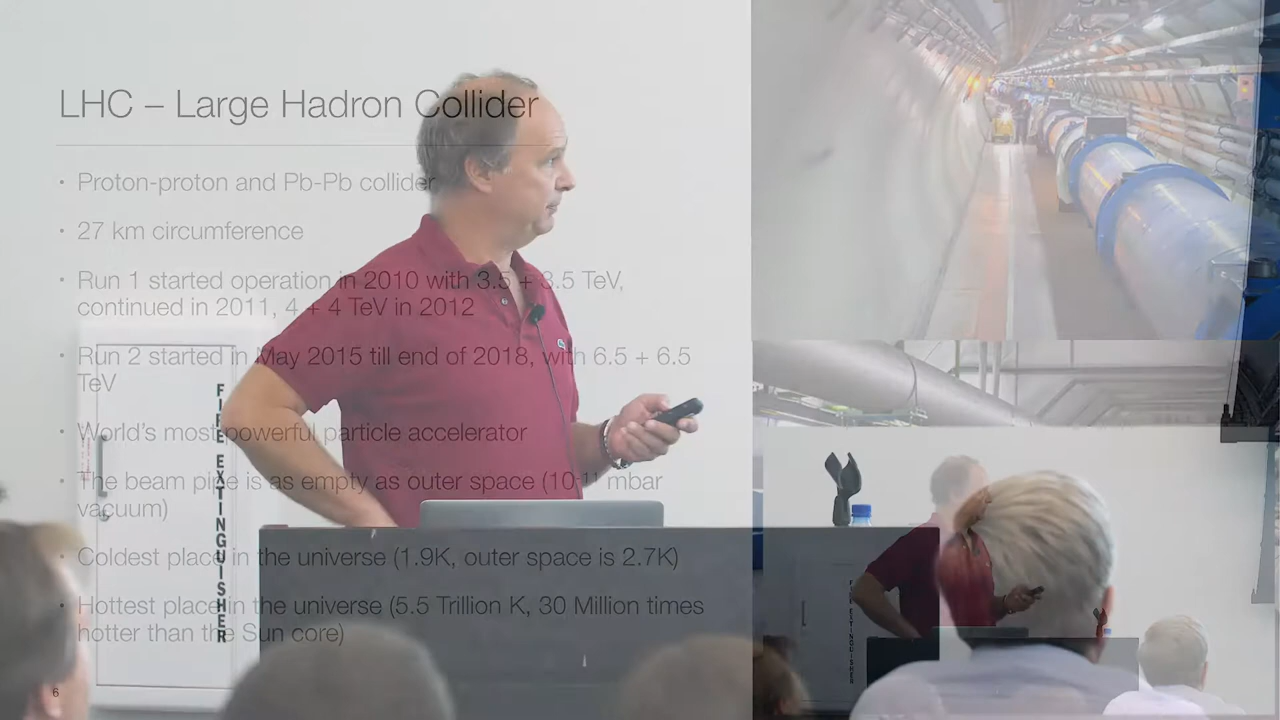 LHC – Large Hadron Collider
• Proton-proton and Pb-Pb collider
• 27 km circumference
• Run 1 started operation in 2010 with 3.5 + 3.5 TeV,
continued in 2011, 4 + 4 TeV in 2012
• Run 2 started in May 2015 till end of 2018, with 6.5 + 6.5
TeV
• World's most powerful particle accelerator
• The beam pipe is as empty as outer space (10-11 mbar
vacuum)
• Coldest place in the universe (1.9K, outer space is 2.7K)
• Hottest place in the universe (5.5 Trillion K, 30 Million times
hotter than the Sun core)
6
FIRE EXTINGUISHER
FIRE EXTINGUISHER